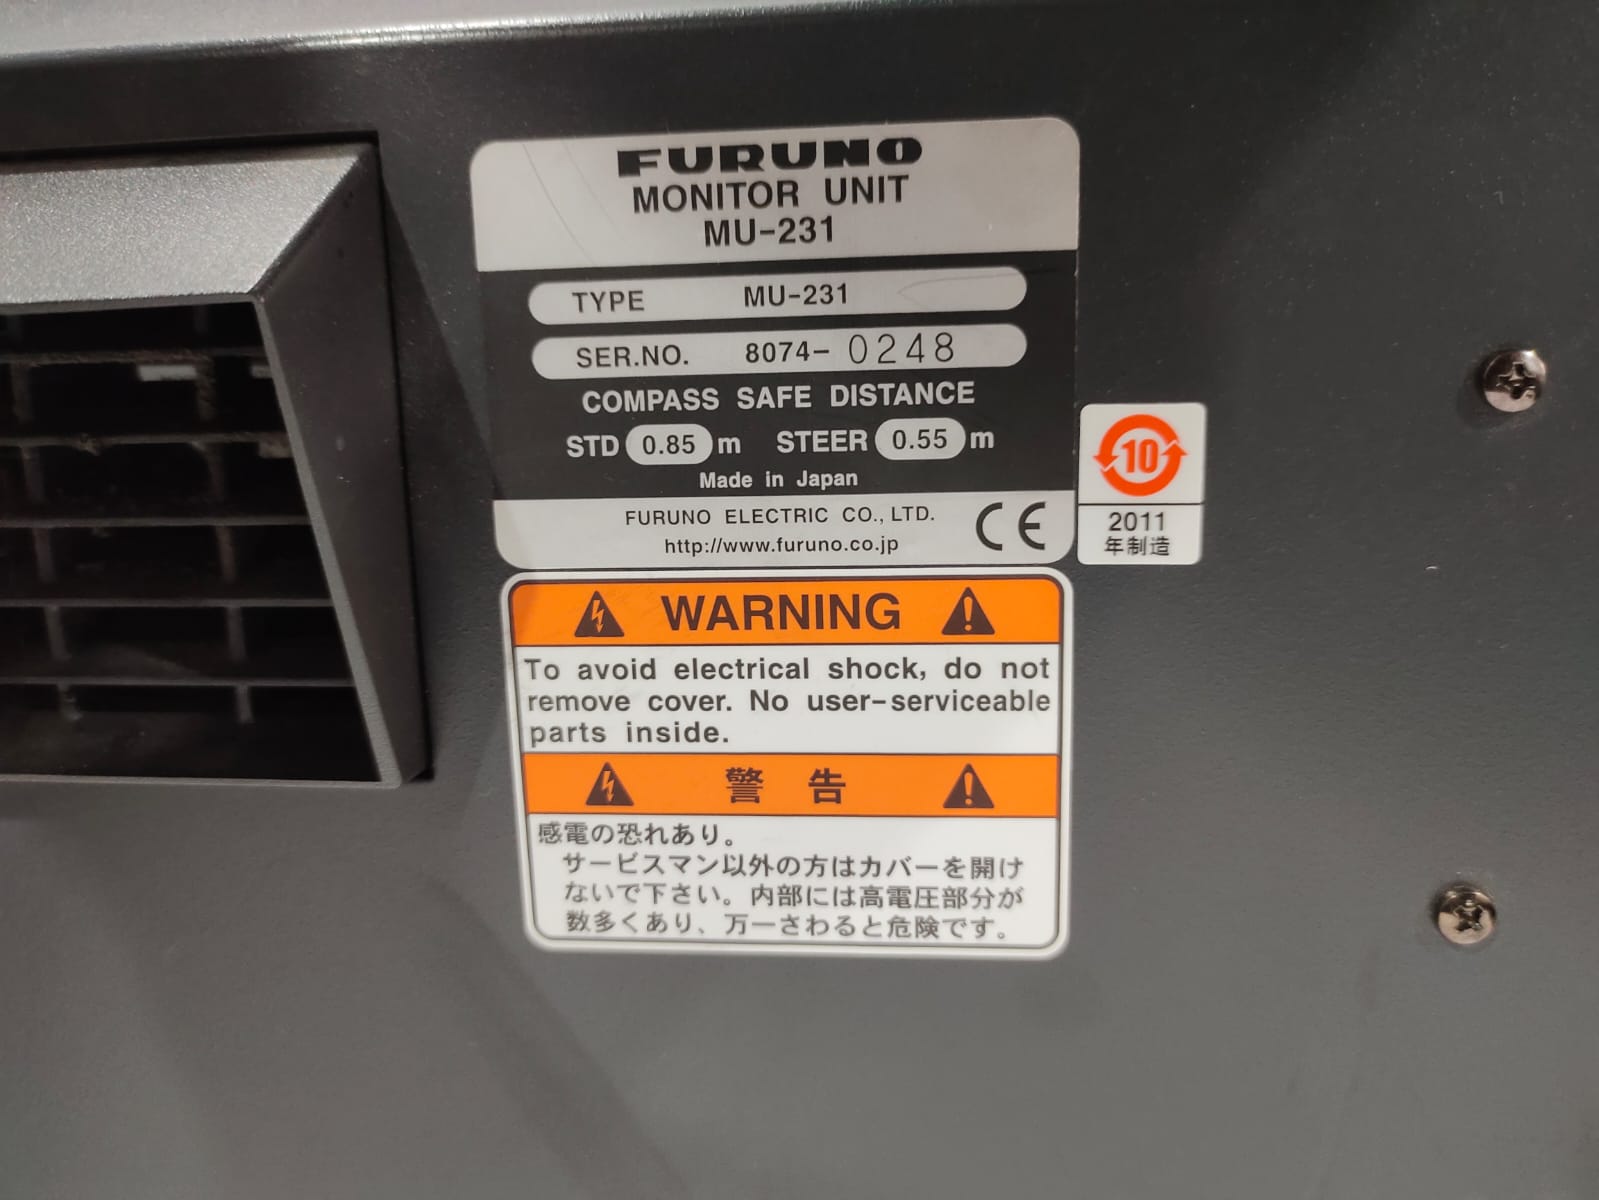 FURUNO
MONITOR UNIT
MU-231
TYPE MU-231
SER.NO. 8074- 0248
COMPASS SAFE DISTANCE
STD 0.85 m STEER 0.55 m
Made in Japan
FURUNO ELECTRIC CO., LTD.
http://www.furuno.co.jp
CE
10
2011
年制造
WARNING
To avoid electrical shock, do not
remove cover. No user-serviceable
parts inside.
警 告
感電の恐れあり。
サービスマン以外の方はカバーを開け
ないで下さい。内部には高電圧部分が
数多くあり、万一さわると危険です。